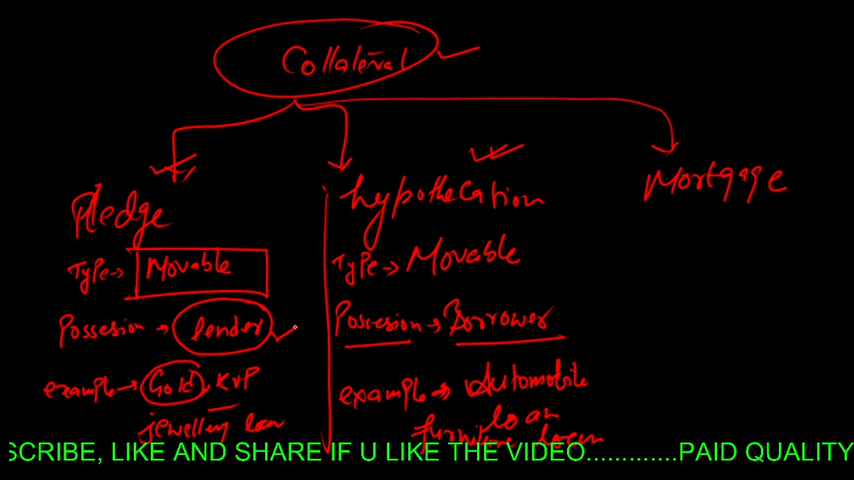 Collateral
Pledge
Type → Movable
Possesion → lender
example → Gold, KVP
jewellery loan
hypothecation
Type → Movable
Possesion → Borrower
example → Automobile
loan
furniture loan
Mortgage
SCRIBE, LIKE AND SHARE IF U LIKE THE VIDEO.............PAID QUALITY